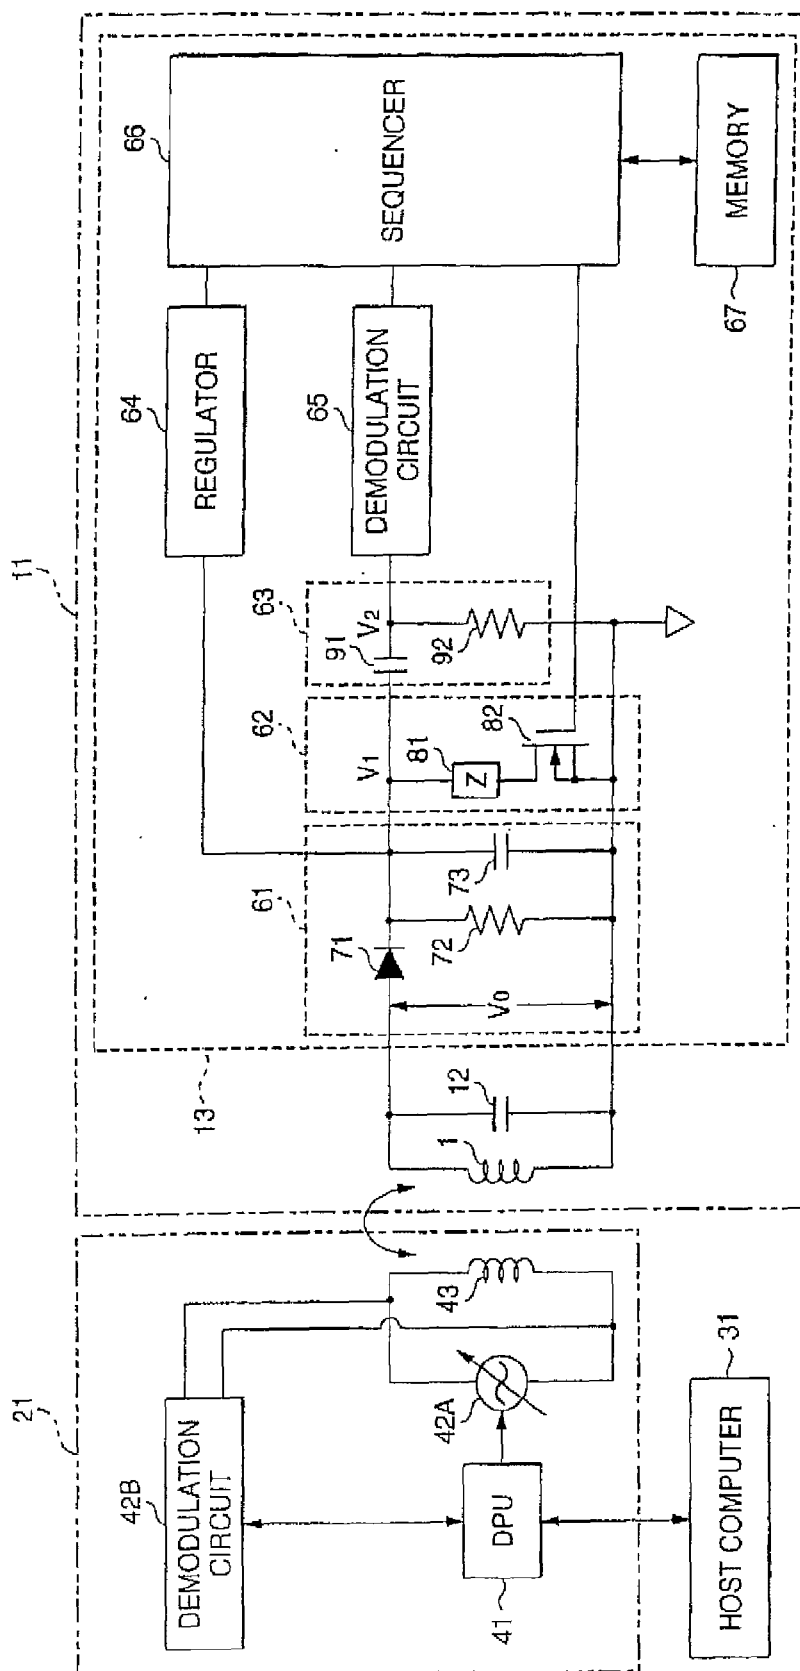 21
11
13
42B
DEMODULATION
CIRCUIT
41
DPU
42A
43
31
HOST COMPUTER
1
12
61
71
V0
72
73
62
V1
81
Z
82
63
91
V2
92
64
REGULATOR
65
DEMODULATION
CIRCUIT
66
SEQUENCER
67
MEMORY